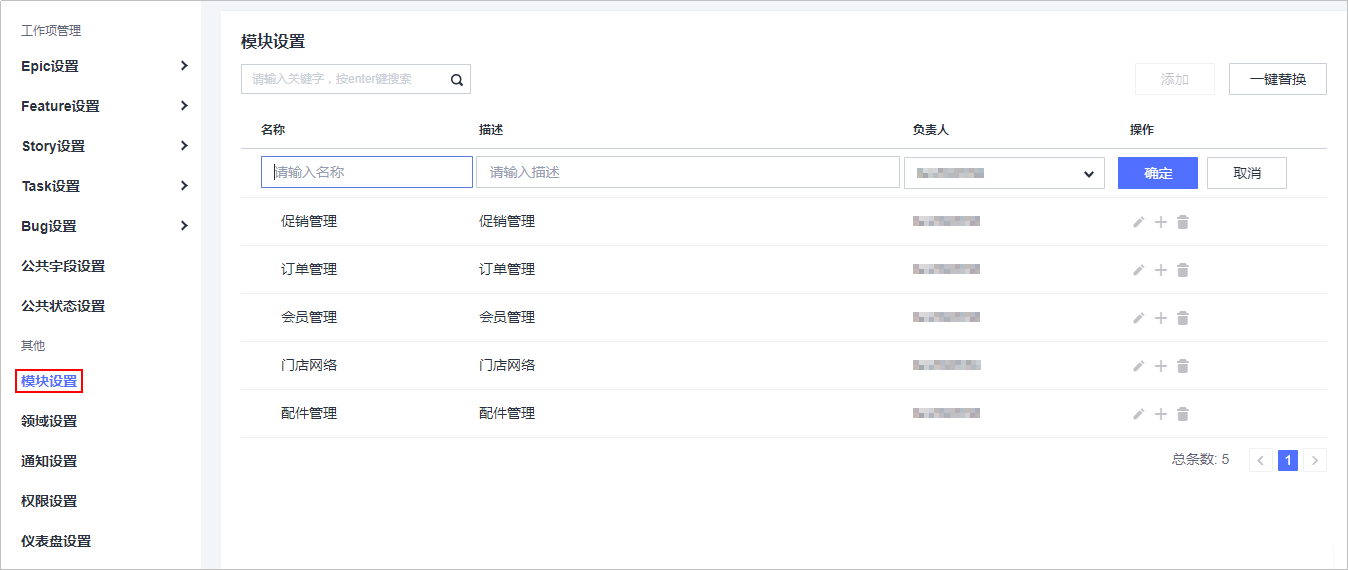 工作项管理
Epic设置
Feature设置
Story设置
Task设置
Bug设置
公共字段设置
公共状态设置
其他
模块设置
领域设置
通知设置
权限设置
仪表盘设置
模块设置
请输入关键字，按enter键搜索
添加 一键替换
名称 描述 负责人 操作
请输入名称 请输入描述 确定 取消
促销管理 促销管理
订单管理 订单管理
会员管理 会员管理
门店网络 门店网络
配件管理 配件管理
总条数: 5 1